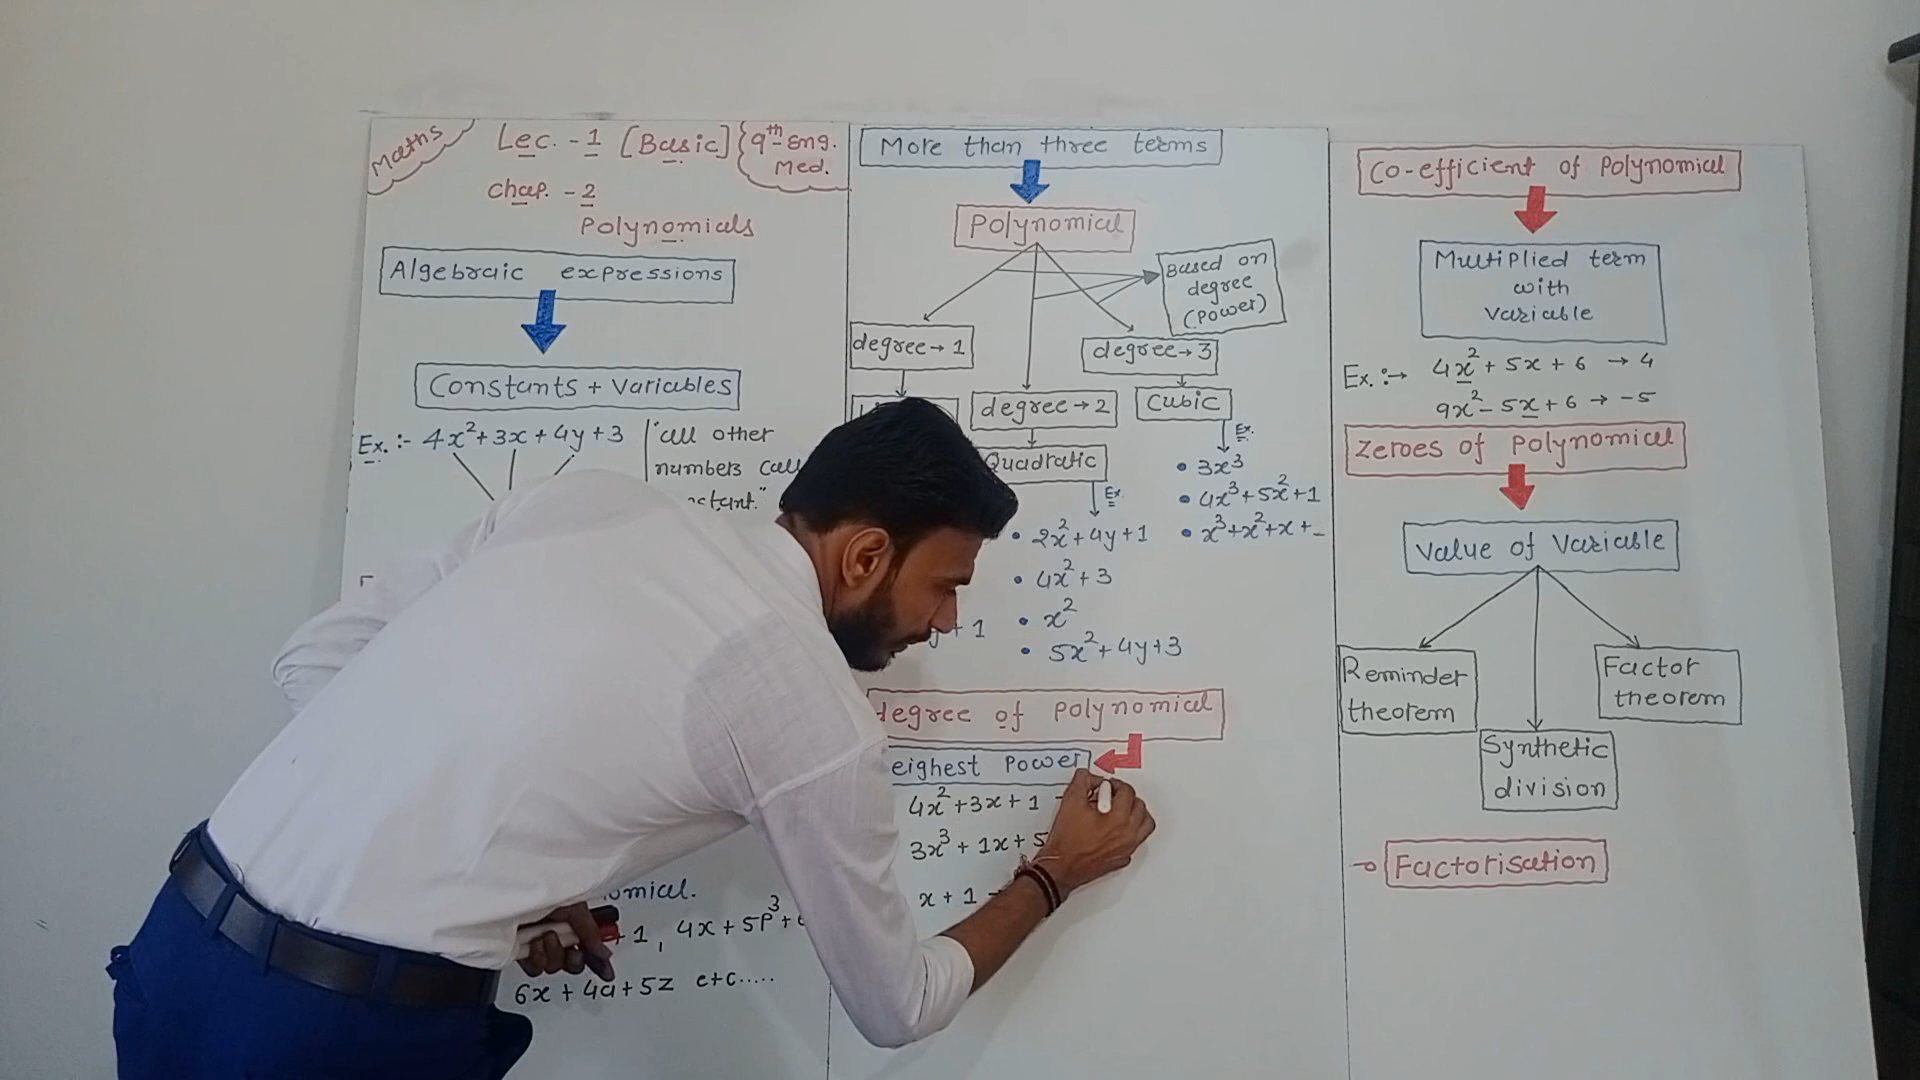 Maths
Lec. - 1 [Basic]
9th Eng.
Med.
Chap. - 2
Polynomials
Algebraic expressions
Constants + Variables
Ex. :- 4x²+3x+4y+3
"all other
numbers call
omial.
+1, 4x+5p³+
6x+4a+5z etc.....
More than three terms
Polynomial
Based on
degree
(Power)
degree→1
degree→2
Quadratic
Ex.
• 2x²+4y+1
• 4x²+3
• x²
• 5x²+4y+3
degree→3
Cubic
Ex.
• 3x³
• 4x³+5x²+1
• x³+x²+x+-
+1
degree of Polynomial
eighest Power
4x²+3x+1
3x³+1x+5
x+1
Co-efficient of Polynomial
Multiplied term
with
Variable
Ex. :→ 4x²+5x+6 → 4
9x²-5x+6 → -5
Zeroes of Polynomial
Value of Variable
Reminder
theorem
Synthetic
division
Factor
theorem
→ Factorisation